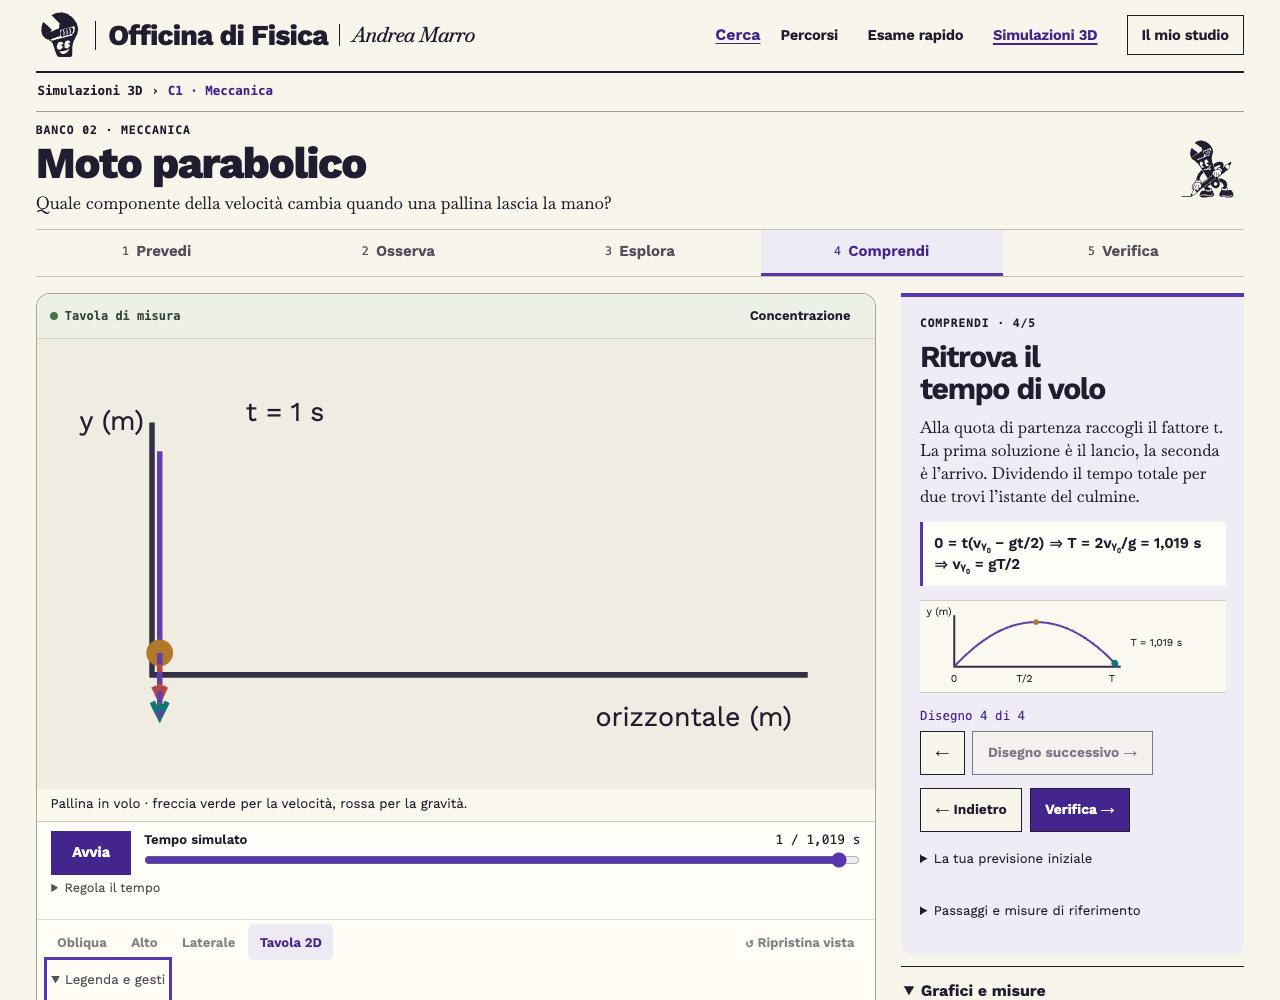 Officina di Fisica
Andrea Marro
Cerca
Percorsi
Esame rapido
Simulazioni 3D
Il mio studio
Simulazioni 3D › C1 · Meccanica
BANCO 02 · MECCANICA
Moto parabolico
Quale componente della velocità cambia quando una pallina lascia la mano?
1 Prevedi
2 Osserva
3 Esplora
4 Comprendi
5 Verifica
Tavola di misura
Concentrazione
y (m)
t = 1 s
orizzontale (m)
Pallina in volo · freccia verde per la velocità, rossa per la gravità.
Avvia
Tempo simulato
1 / 1,019 s
▶ Regola il tempo
Obliqua
Alto
Laterale
Tavola 2D
↺ Ripristina vista
▼ Legenda e gesti
COMPRENDI · 4/5
Ritrova il
tempo di volo
Alla quota di partenza raccogli il fattore t.
La prima soluzione è il lancio, la seconda
è l’arrivo. Dividendo il tempo totale per
due trovi l’istante del culmine.
0 = t(vᵧ₀ − gt/2) ⇒ T = 2vᵧ₀/g = 1,019 s
⇒ vᵧ₀ = gT/2
y (m)
T = 1,019 s
0
T/2
T
Disegno 4 di 4
←
Disegno successivo →
← Indietro
Verifica →
▶ La tua previsione iniziale
▶ Passaggi e misure di riferimento
▼ Grafici e misure